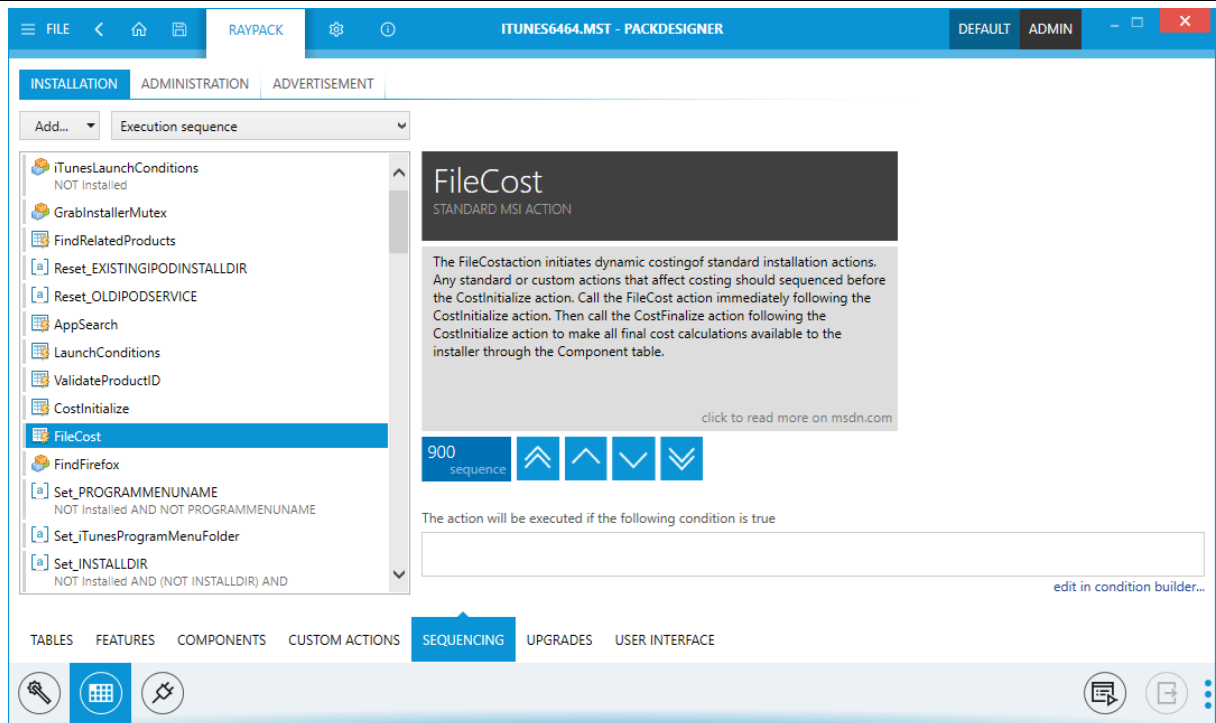 FILE
RAYPACK
ITUNES6464.MST - PACKDESIGNER
DEFAULT
ADMIN
INSTALLATION
ADMINISTRATION
ADVERTISEMENT
Add...
Execution sequence
iTunesLaunchConditions
NOT Installed
GrabInstallerMutex
FindRelatedProducts
[a] Reset_EXISTINGIPODINSTALLDIR
[a] Reset_OLDIPODSERVICE
AppSearch
LaunchConditions
ValidateProductID
CostInitialize
FileCost
FindFirefox
[a] Set_PROGRAMMENUNAME
NOT Installed AND NOT PROGRAMMENUNAME
[a] Set_iTunesProgramMenuFolder
[a] Set_INSTALLDIR
NOT Installed AND (NOT INSTALLDIR) AND
FileCost
STANDARD MSI ACTION
The FileCostaction initiates dynamic costingof standard installation actions.
Any standard or custom actions that affect costing should sequenced before
the CostInitialize action. Call the FileCost action immediately following the
CostInitialize action. Then call the CostFinalize action following the
CostInitialize action to make all final cost calculations available to the
installer through the Component table.
click to read more on msdn.com
900
sequence
The action will be executed if the following condition is true
edit in condition builder...
TABLES
FEATURES
COMPONENTS
CUSTOM ACTIONS
SEQUENCING
UPGRADES
USER INTERFACE